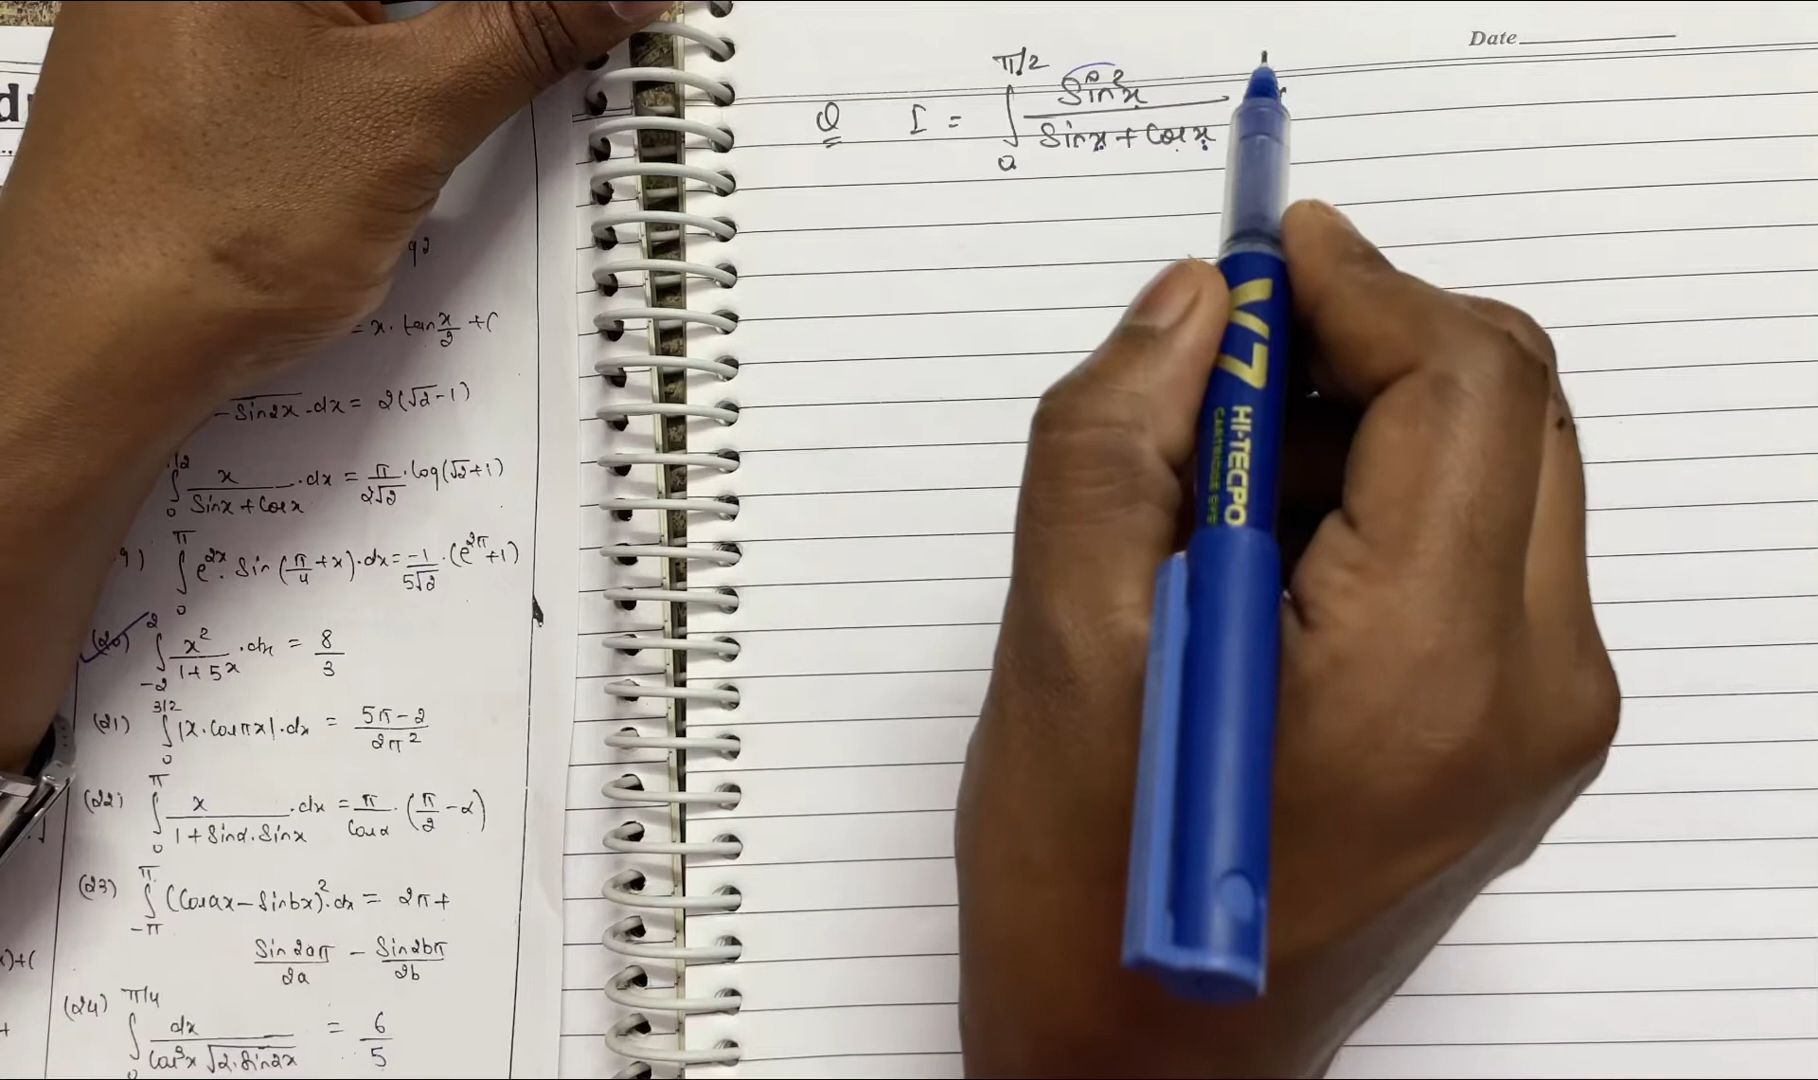 Date
Q I = ∫₀^{π/2} Sin²x / (Sinx + Cosx)
92
= x. tan x/2 + c
- Sin2x .dx = 2(√2-1)
∫₀^{π/2} x / (Sinx + Cosx) .dx = π/(2√2) .log(√2+1)
9) ∫₀^π e^{2x}. Sin(π/4 + x).dx = -1/(5√2) .(e^{2π}+1)
(20) ∫₋₂² x²/(1+5^x) .dx = 8/3
(21) ∫₀^{3/2} |x.Cosπx|.dx = (5π-2)/(2π²)
(22) ∫₀^π x/(1+Sinα.Sinx) .dx = π/Cosα .(π/2 - α)
(23) ∫₋π^π (Cosax - Sinbx)².dx = 2π +
Sin2aπ/2a - Sin2bπ/2b
(24) ∫₀^{π/4} dx/(Cos³x √(2.Sin2x)) = 6/5
V7
HI-TECPO